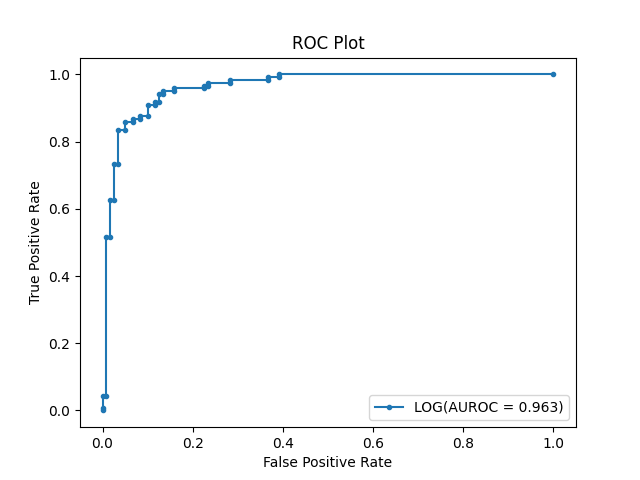 ROC Plot
1.0
0.8
0.6
0.4
0.2
0.0
True Positive Rate
LOG(AUROC = 0.963)
0.0 0.2 0.4 0.6 0.8 1.0
False Positive Rate